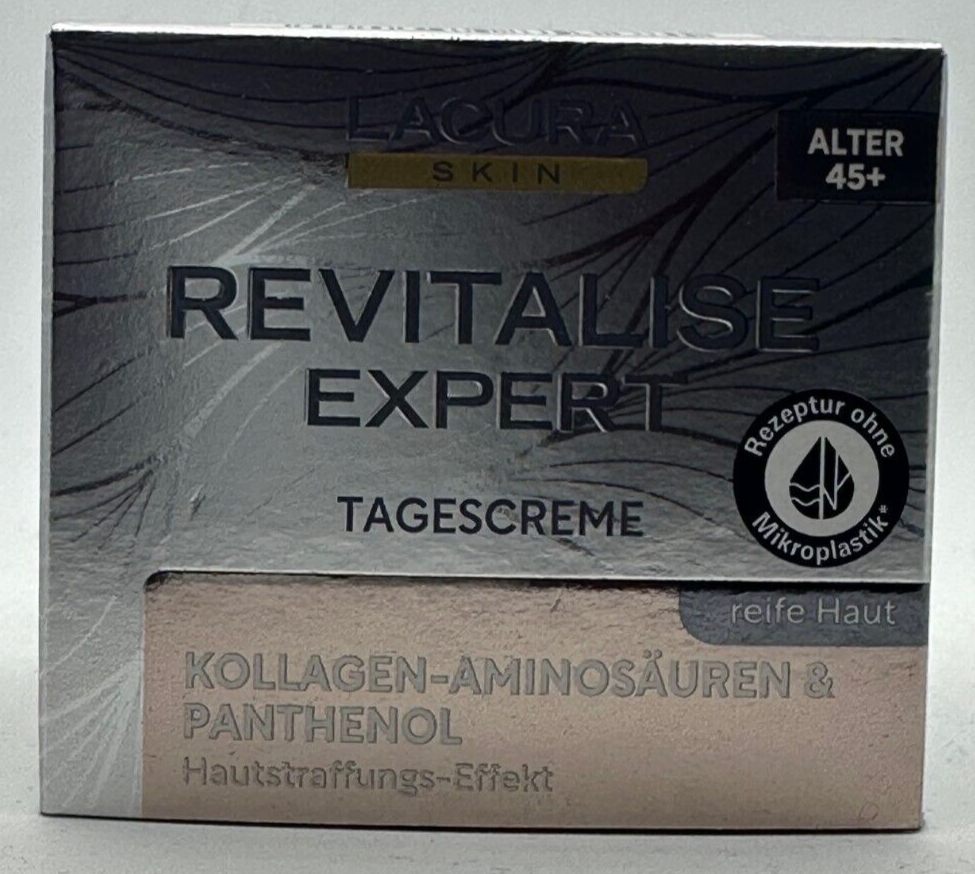 LACURA
SKIN
ALTER
45+
REVITALISE
EXPERT
TAGESCREME
Rezeptur ohne
Mikroplastik*
reife Haut
KOLLAGEN-AMINOSÄUREN &
PANTHENOL
Hautstraffungs-Effekt